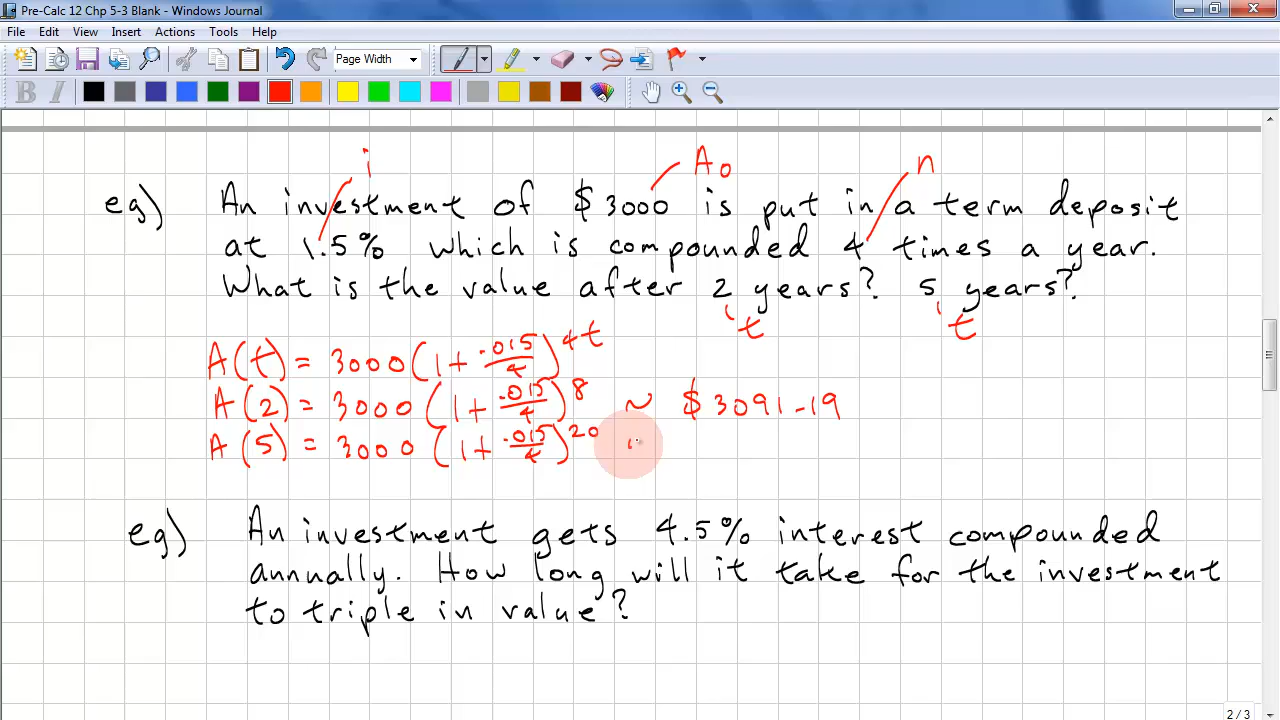 Pre-Calc 12 Chp 5-3 Blank - Windows Journal
File Edit View Insert Actions Tools Help
Page Width
B I
i A0 n
eg) An investment of $3000 is put in a term deposit
at 1.5% which is compounded 4 times a year.
What is the value after 2 years? 5 years?
t t
A(t) = 3000(1+.015/4)^4t
A(2) = 3000(1+.015/4)^8 ~ $3091.19
A(5) = 3000(1+.015/4)^20
eg) An investment gets 4.5% interest compounded
annually. How long will it take for the investment
to triple in value?
2/3